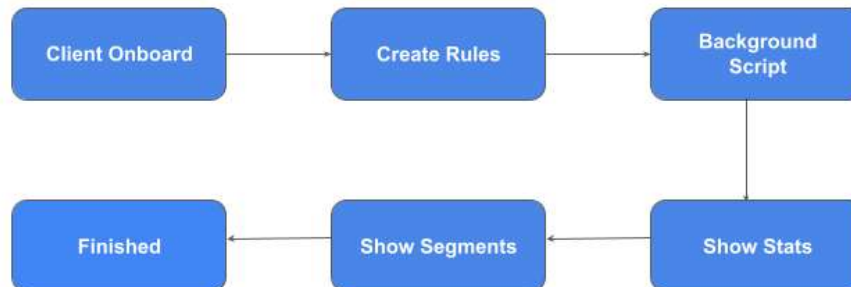 Client Onboard
Create Rules
Background
Script
Show Stats
Show Segments
Finished